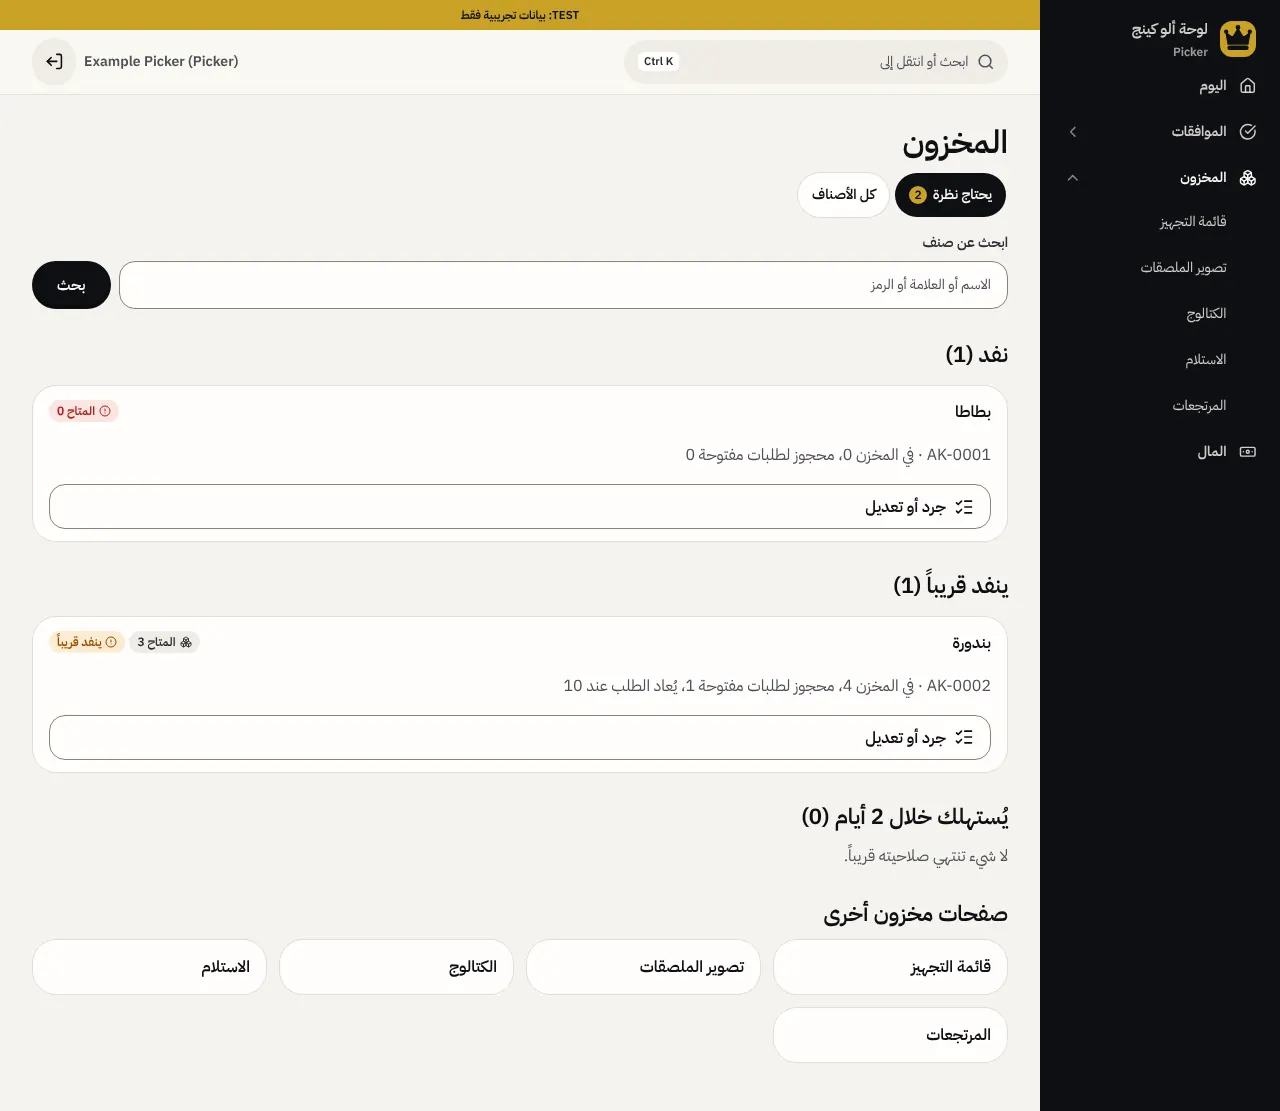 TEST: بيانات تجريبية فقط
لوحة ألو كينج
Picker
اليوم
الموافقات
المخزون
قائمة التجهيز
تصوير الملصقات
الكتالوج
الاستلام
المرتجعات
المال
ابحث أو انتقل إلى
Ctrl K
Example Picker (Picker)
المخزون
يحتاج نظرة 2
كل الأصناف
ابحث عن صنف
الاسم أو العلامة أو الرمز
بحث
نفد (1)
بطاطا
المتاح 0
AK-0001 · في المخزن 0، محجوز لطلبات مفتوحة 0
جرد أو تعديل
ينفد قريباً (1)
بندورة
المتاح 3
ينفد قريباً
AK-0002 · في المخزن 4، محجوز لطلبات مفتوحة 1، يُعاد الطلب عند 10
جرد أو تعديل
يُستهلك خلال 2 أيام (0)
لا شيء تنتهي صلاحيته قريباً.
صفحات مخزون أخرى
قائمة التجهيز
تصوير الملصقات
الكتالوج
الاستلام
المرتجعات